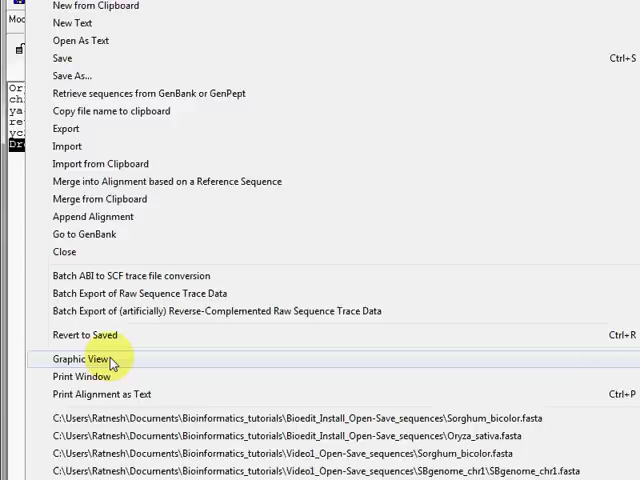 New from Clipboard
Mod
New Text
Open As Text
Save Ctrl+S
Save As...
Retrieve sequences from GenBank or GenPept
Copy file name to clipboard
Export
Import
Import from Clipboard
Merge into Alignment based on a Reference Sequence
Merge from Clipboard
Append Alignment
Go to GenBank
Close
Batch ABI to SCF trace file conversion
Batch Export of Raw Sequence Trace Data
Batch Export of (artificially) Reverse-Complemented Raw Sequence Trace Data
Revert to Saved Ctrl+R
Graphic View
Print Window
Print Alignment as Text Ctrl+P
C:\Users\Ratnesh\Documents\Bioinformatics_tutorials\Bioedit_Install_Open-Save_sequences\Sorghum_bicolor.fasta
C:\Users\Ratnesh\Documents\Bioinformatics_tutorials\Bioedit_Install_Open-Save_sequences\Oryza_sativa.fasta
C:\Users\Ratnesh\Documents\Bioinformatics_tutorials\Video1_Open-Save_sequences\Sorghum_bicolor.fasta
C:\Users\Ratnesh\Documents\Bioinformatics_tutorials\Video1_Open-Save_sequences\SBgenome_chr1\SBgenome_chr1.fasta